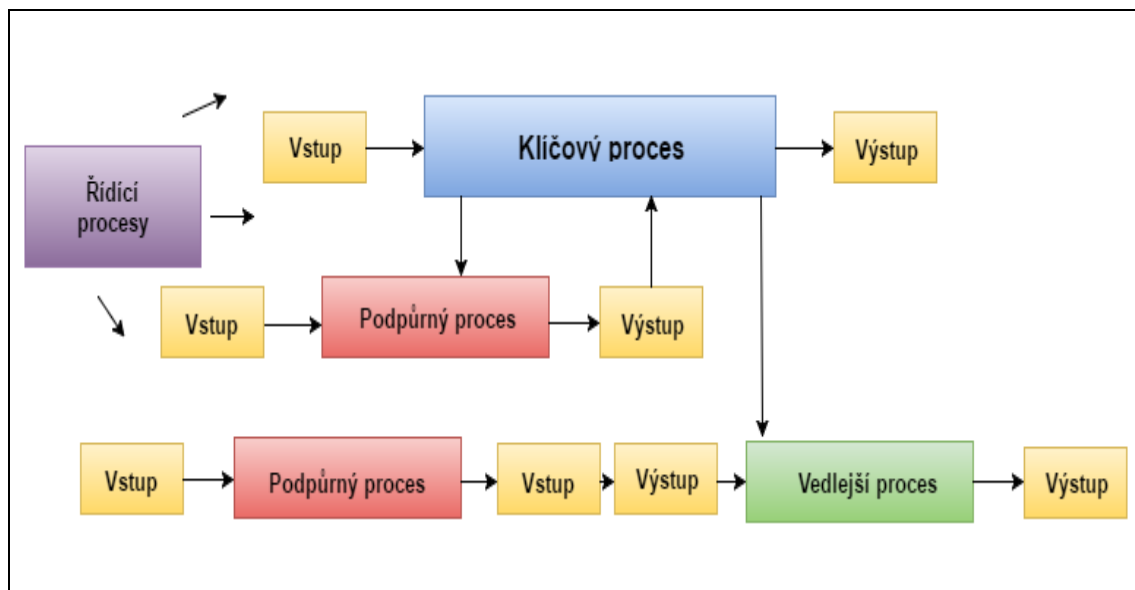 Vstup
Klíčový proces
Výstup
Řídící
procesy
Vstup
Podpůrný proces
Výstup
Vstup
Podpůrný proces
Vstup
Výstup
Vedlejší proces
Výstup